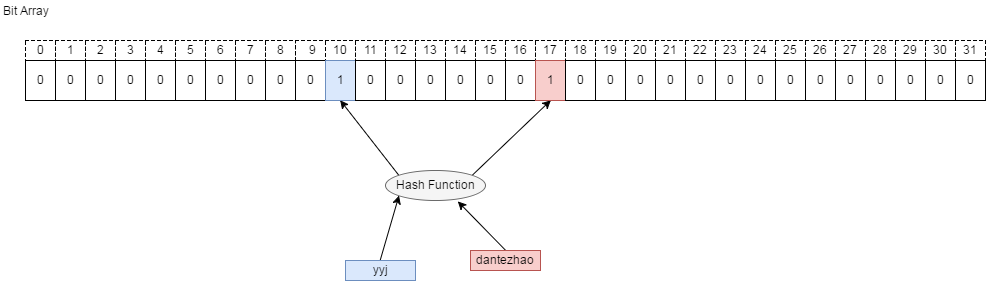 Bit Array
0 1 2 3 4 5 6 7 8 9 10 11 12 13 14 15 16 17 18 19 20 21 22 23 24 25 26 27 28 29 30 31
0 0 0 0 0 0 0 0 0 0 1 0 0 0 0 0 0 1 0 0 0 0 0 0 0 0 0 0 0 0 0 0
Hash Function
dantezhao
yyj